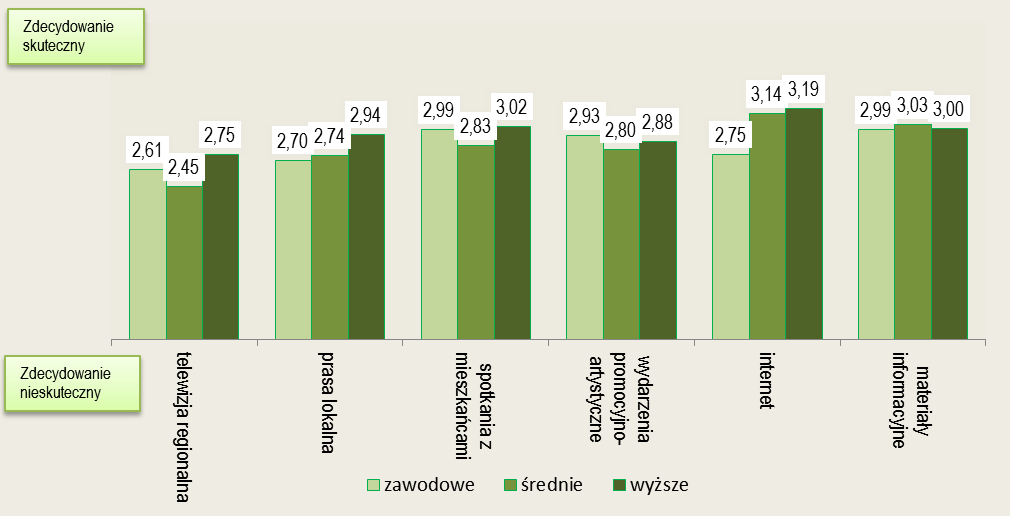 Zdecydowanie
skuteczny
2,61
2,45
2,75
2,70
2,74
2,94
2,99
2,83
3,02
2,93
2,80
2,88
2,75
3,14
3,19
2,99
3,03
3,00
Zdecydowanie
nieskuteczny
telewizja regionalna
prasa lokalna
spotkania z
mieszkańcami
wydarzenia
promocyjno-
artystyczne
internet
materiały
informacyjne
zawodowe
średnie
wyższe